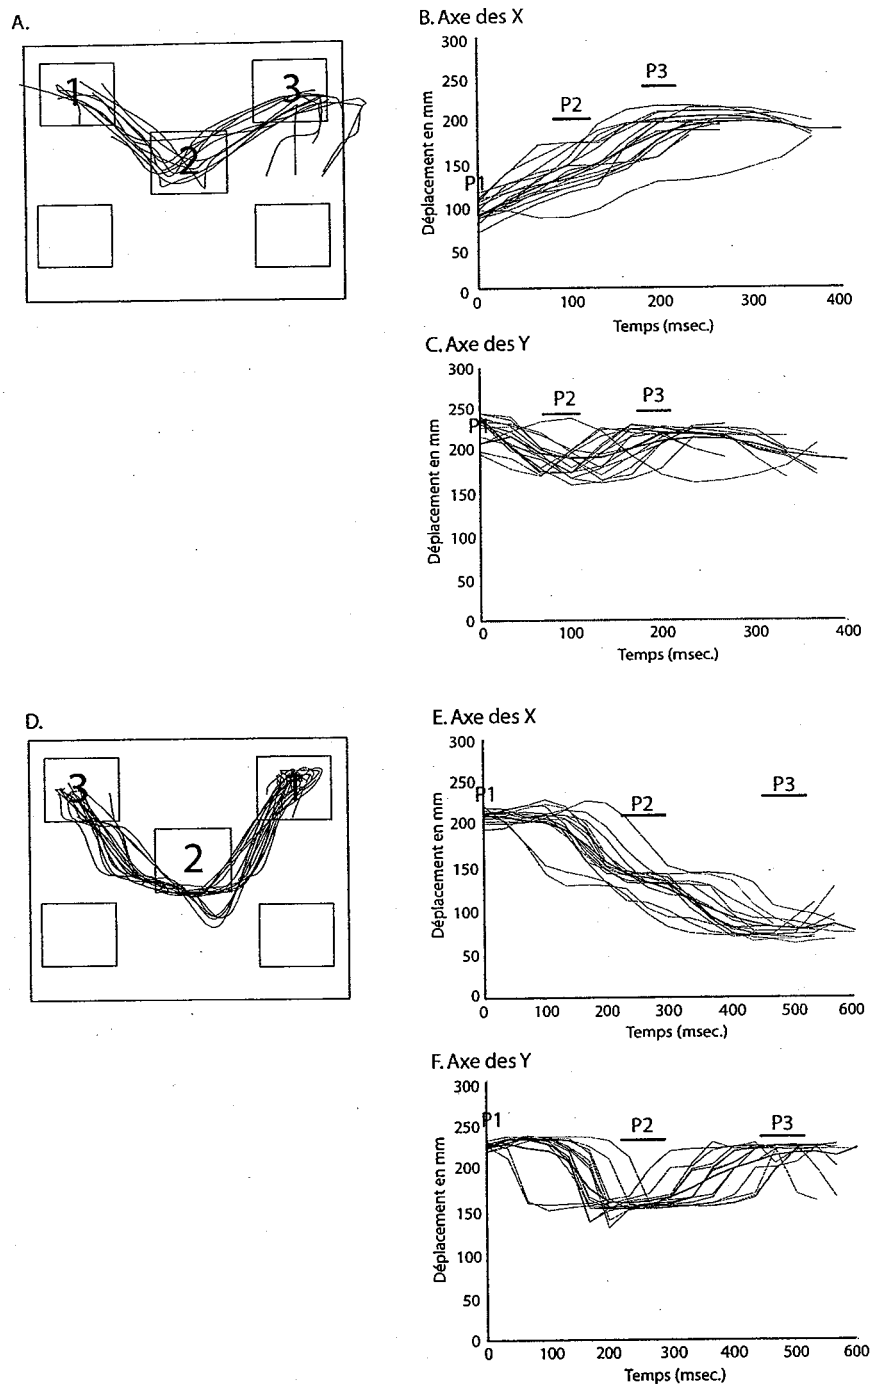 A.
1
3
2
B. Axe des X
300
250
200
150
100
50
0
P1
P2
P3
Déplacement en mm
0
100
200
300
400
Temps (msec.)
C. Axe des Y
300
250
200
150
100
50
0
P1
P2
P3
Déplacement en mm
0
100
200
300
400
Temps (msec.)
D.
3
1
2
E. Axe des X
300
250
200
150
100
50
0
P1
P2
P3
Déplacement en mm
0
100
200
300
400
500
600
Temps (msec.)
F. Axe des Y
300
250
200
150
100
50
0
P1
P2
P3
Déplacement en mm
0
100
200
300
400
500
600
Temps (msec.)